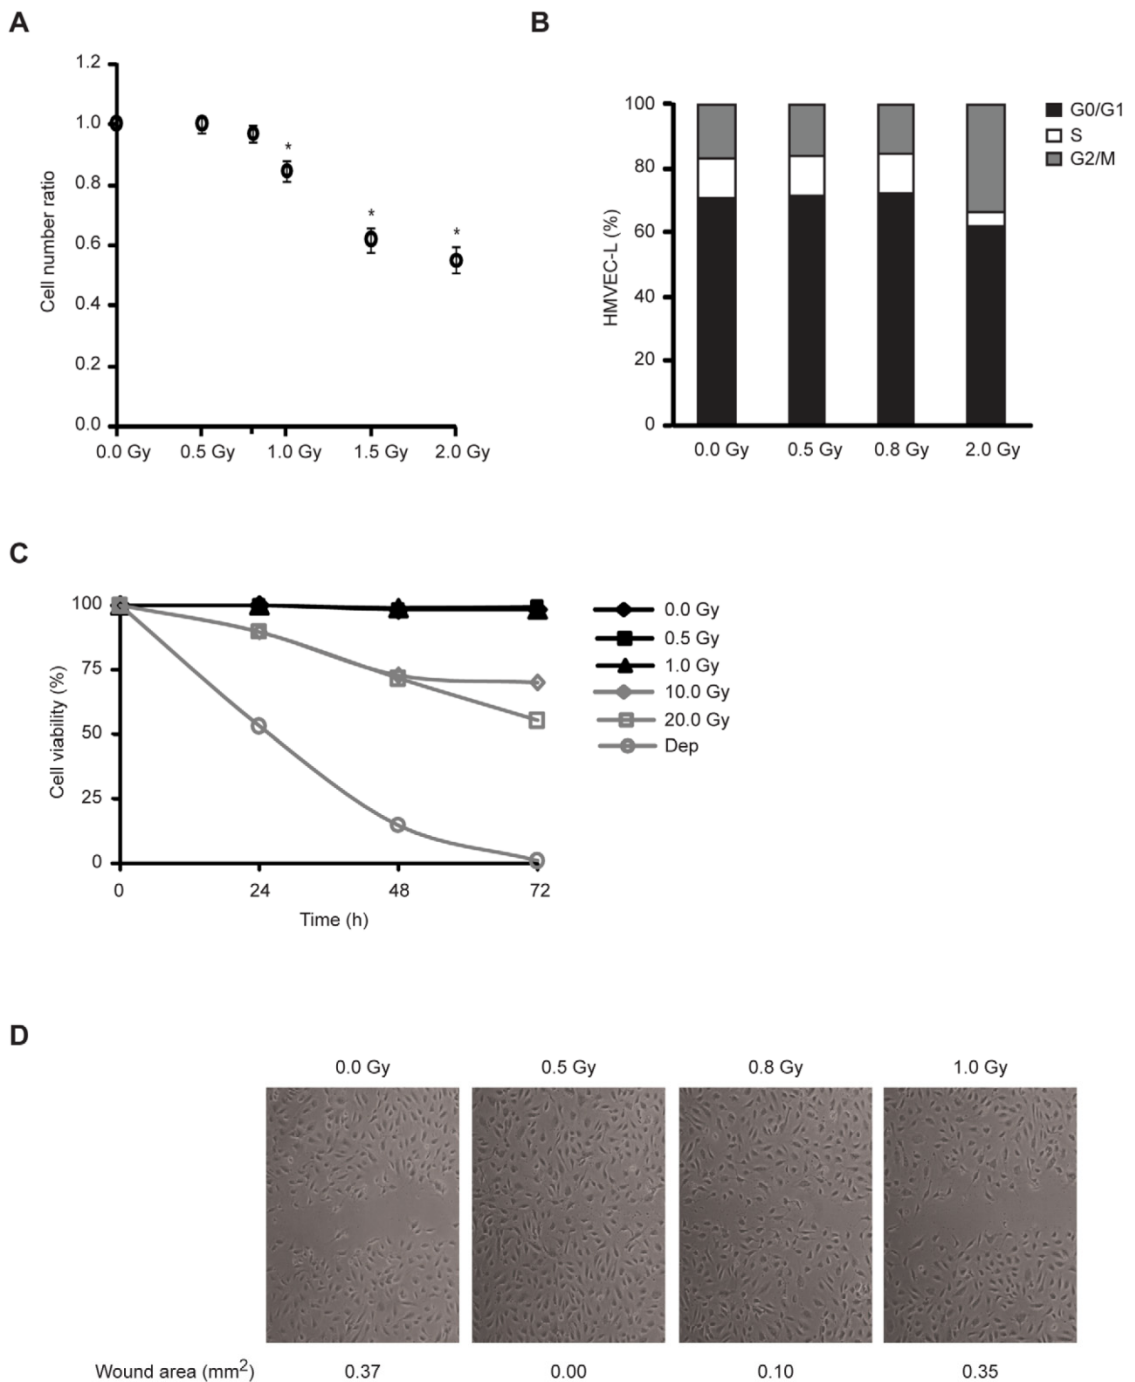 A
1.2
1.0
0.8
0.6
0.4
0.2
0.0
Cell number ratio
*
*
*
0.0 Gy 0.5 Gy 1.0 Gy 1.5 Gy 2.0 Gy
B
100
80
60
40
20
0
HMVEC-L (%)
0.0 Gy 0.5 Gy 0.8 Gy 2.0 Gy
G0/G1
S
G2/M
C
100
75
50
25
0
Cell viability (%)
0 24 48 72
Time (h)
0.0 Gy
0.5 Gy
1.0 Gy
10.0 Gy
20.0 Gy
Dep
D
0.0 Gy 0.5 Gy 0.8 Gy 1.0 Gy
Wound area (mm²) 0.37 0.00 0.10 0.35